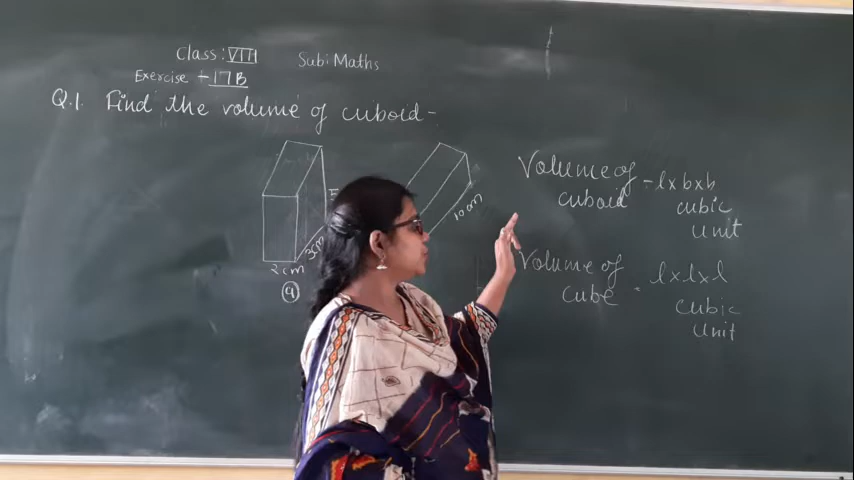 Class: VIII Sub: Maths
Exercise - 17B
Q.1. Find the volume of cuboid -
2cm
3cm
(a)
10cm
Volume of cuboid = l x b x h
cubic
unit
Volume of cube = l x l x l
cubic
unit